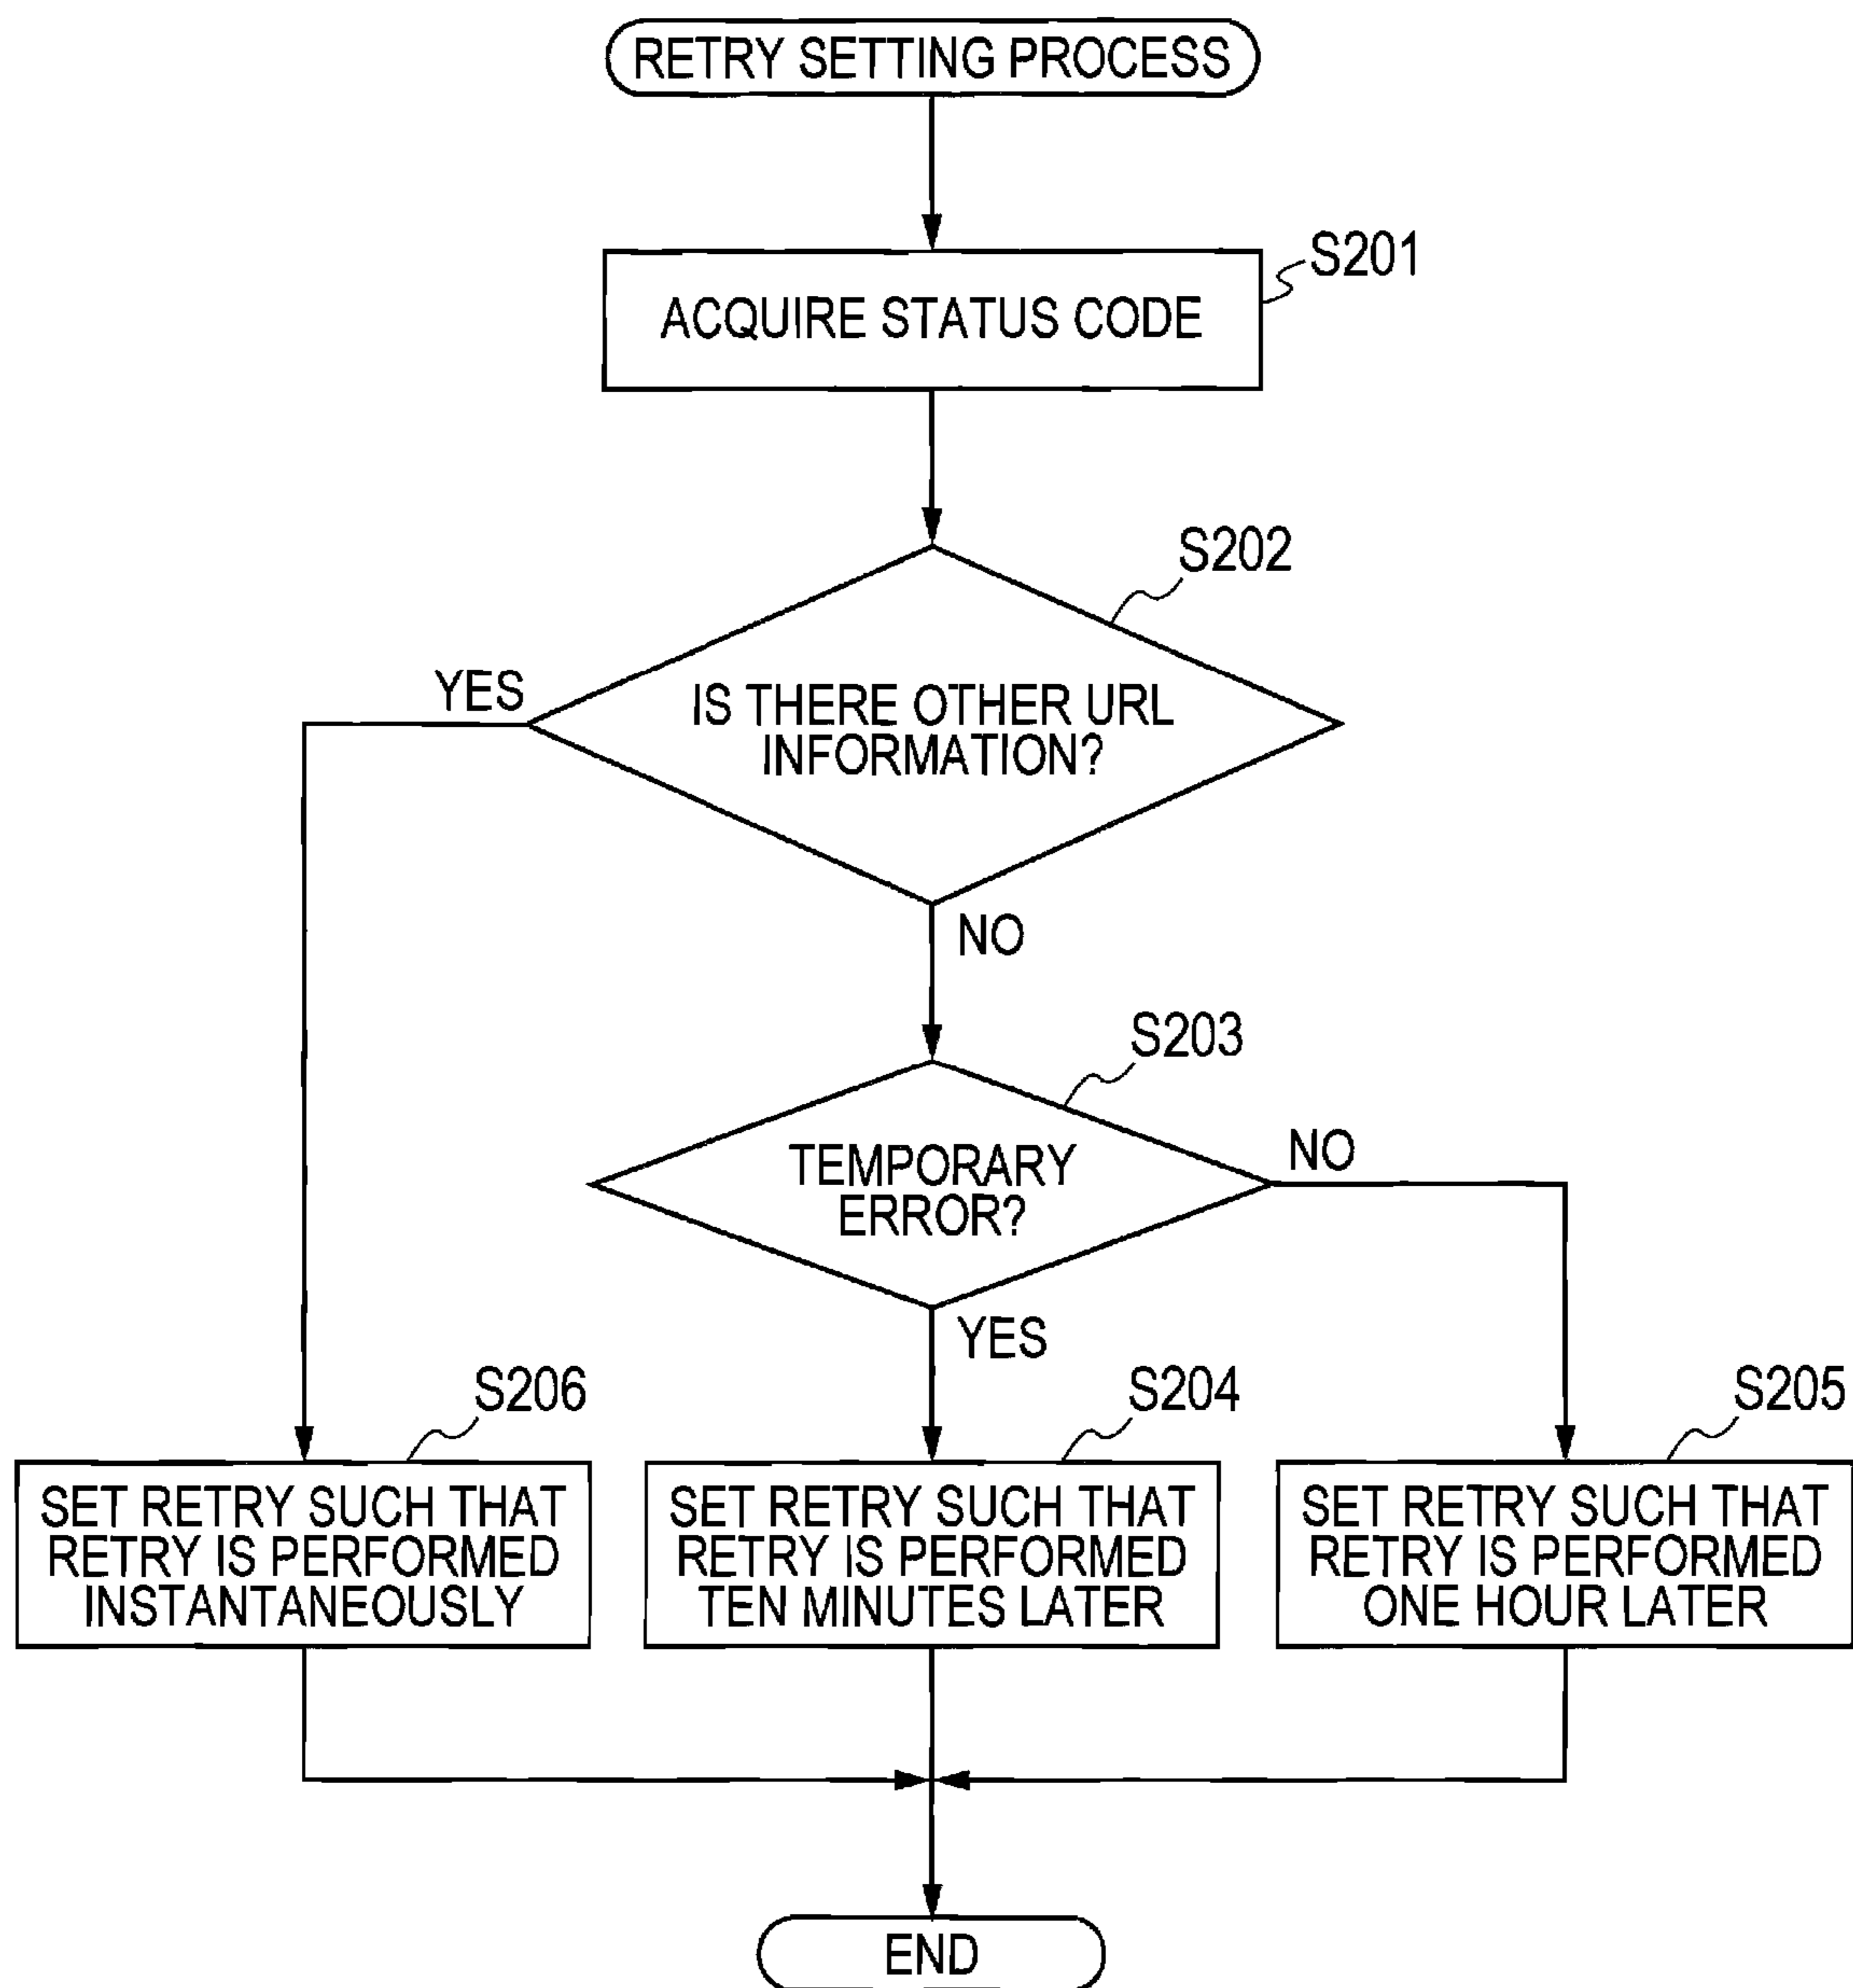 RETRY SETTING PROCESS
S201
ACQUIRE STATUS CODE
S202
YES
IS THERE OTHER URL
INFORMATION?
NO
S203
TEMPORARY
ERROR?
NO
YES
S206
SET RETRY SUCH THAT
RETRY IS PERFORMED
INSTANTANEOUSLY
S204
SET RETRY SUCH THAT
RETRY IS PERFORMED
TEN MINUTES LATER
S205
SET RETRY SUCH THAT
RETRY IS PERFORMED
ONE HOUR LATER
END